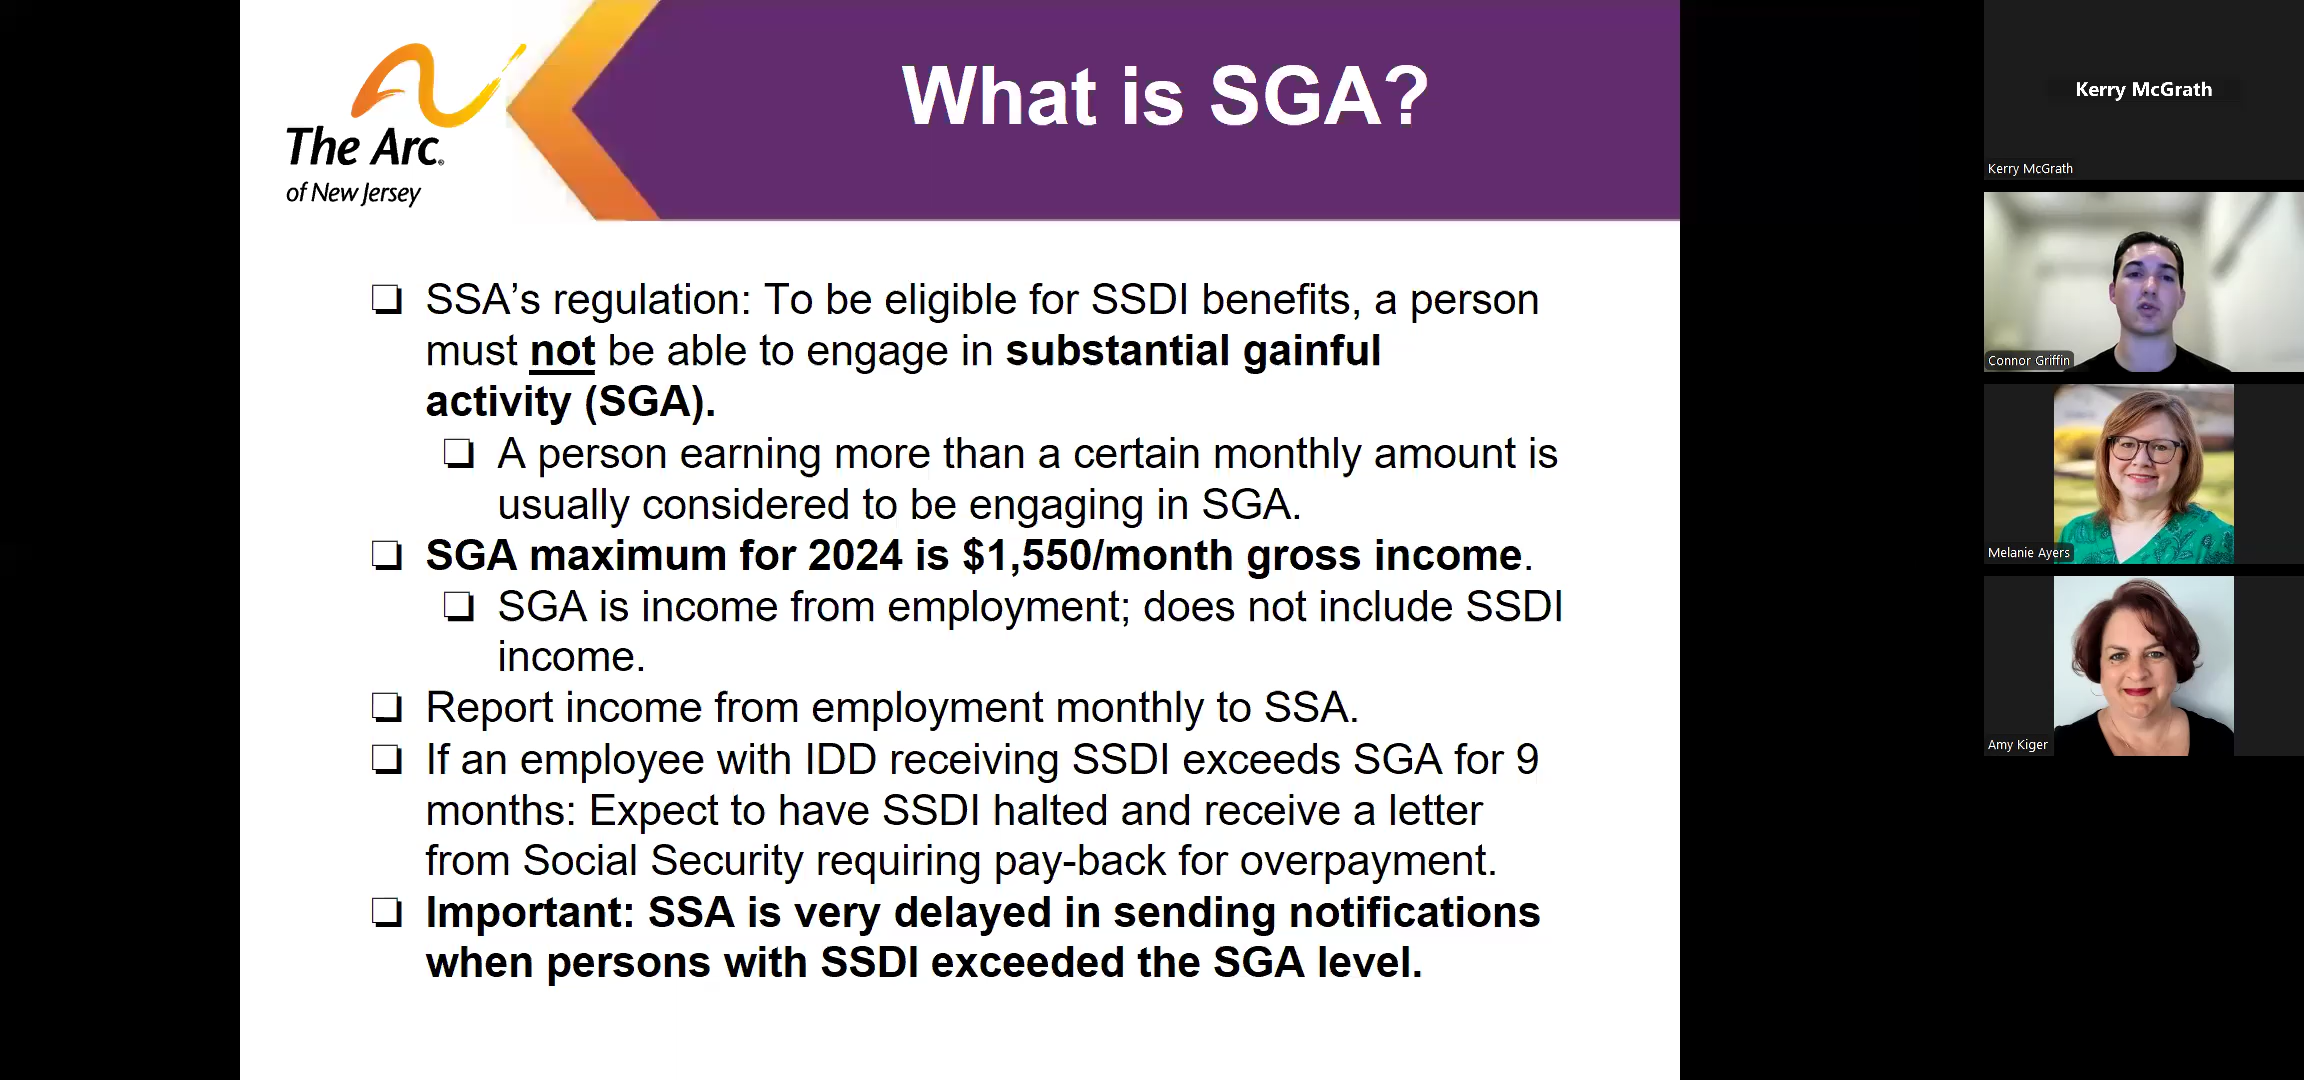 The Arc®
of New Jersey
What is SGA?
❑ SSA’s regulation: To be eligible for SSDI benefits, a person
must not be able to engage in substantial gainful
activity (SGA).
❑ A person earning more than a certain monthly amount is
usually considered to be engaging in SGA.
❑ SGA maximum for 2024 is $1,550/month gross income.
❑ SGA is income from employment; does not include SSDI
income.
❑ Report income from employment monthly to SSA.
❑ If an employee with IDD receiving SSDI exceeds SGA for 9
months: Expect to have SSDI halted and receive a letter
from Social Security requiring pay-back for overpayment.
❑ Important: SSA is very delayed in sending notifications
when persons with SSDI exceeded the SGA level.
Kerry McGrath
Kerry McGrath
Connor Griffin
Melanie Ayers
Amy Kiger